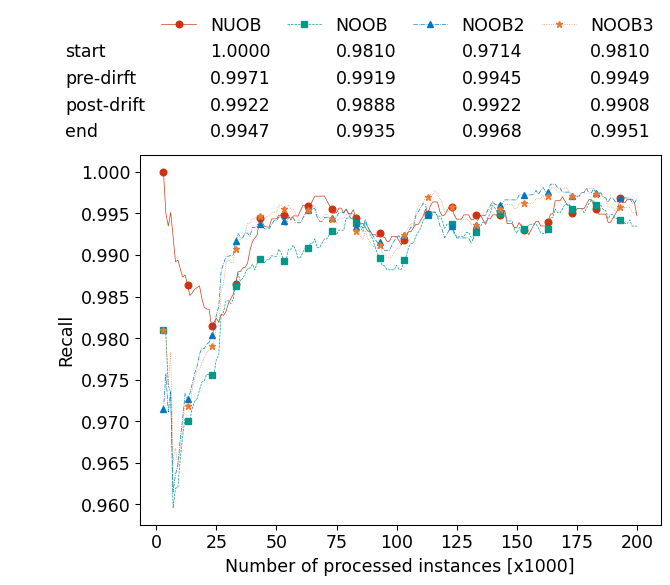 NUOB NOOB NOOB2 NOOB3
start 1.0000 0.9810 0.9714 0.9810
pre-dirft 0.9971 0.9919 0.9945 0.9949
post-drift 0.9922 0.9888 0.9922 0.9908
end 0.9947 0.9935 0.9968 0.9951
1.000
0.995
0.990
0.985
0.980
0.975
0.970
0.965
0.960
Recall
0 25 50 75 100 125 150 175 200
Number of processed instances [x1000]